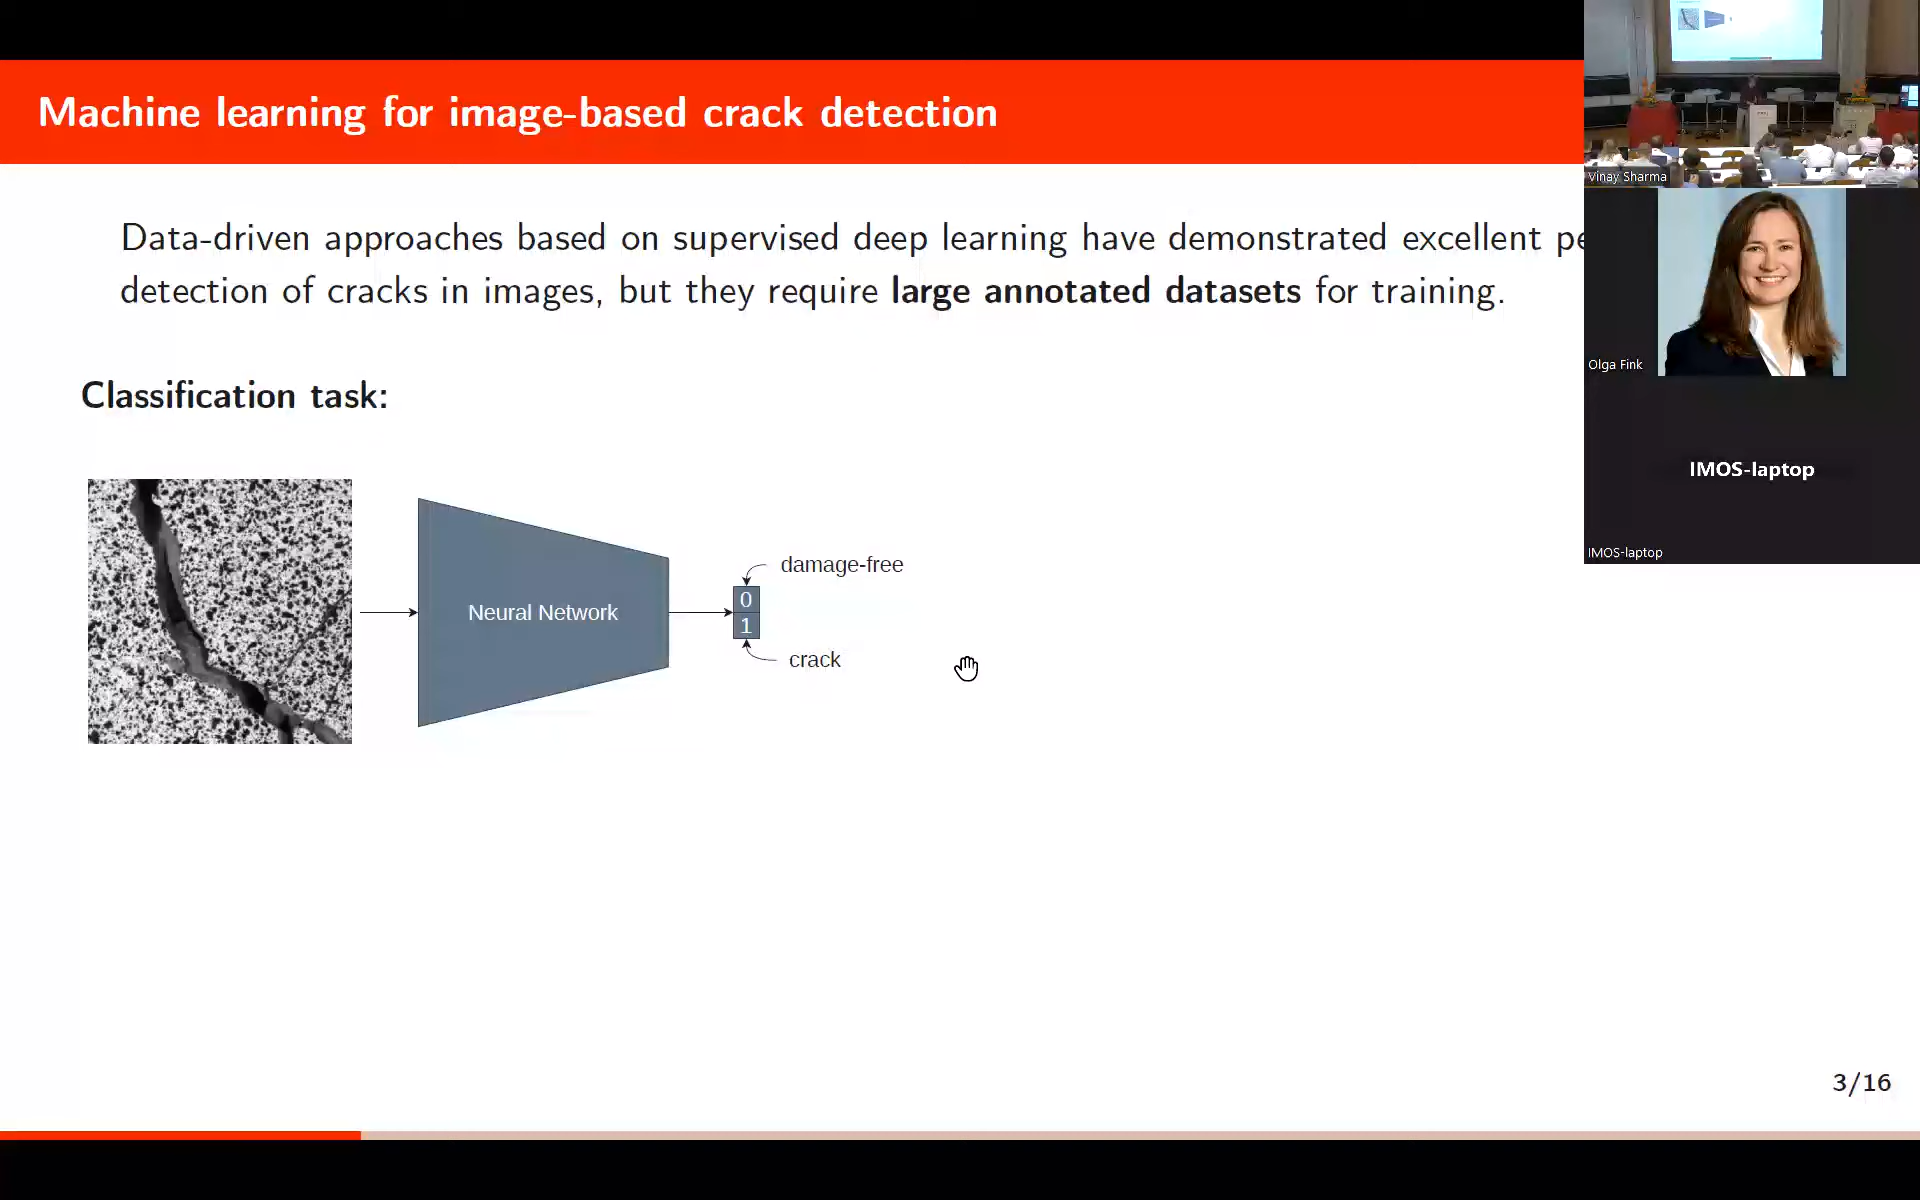 Machine learning for image-based crack detection
Data-driven approaches based on supervised deep learning have demonstrated excellent
detection of cracks in images, but they require large annotated datasets for training.
Classification task:
Neural Network
damage-free
0
1
crack
Vinay Sharma
Olga Fink
IMOS-laptop
IMOS-laptop
3/16